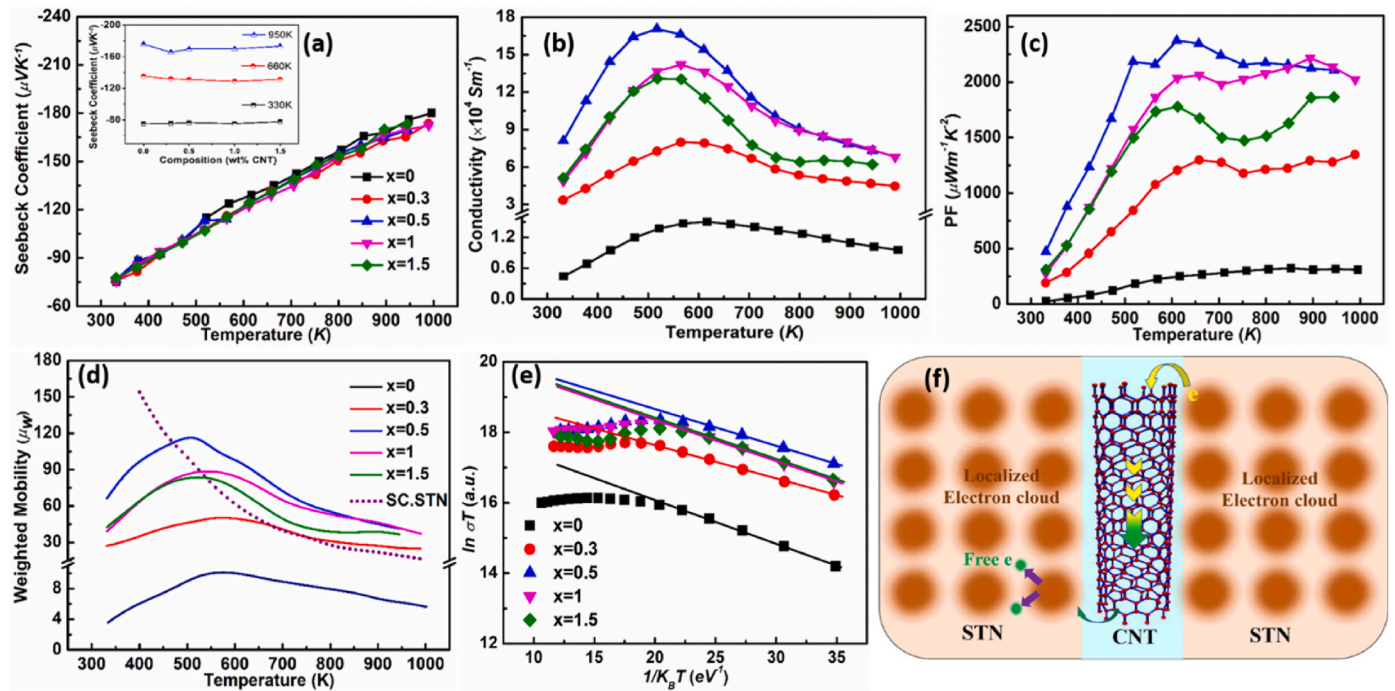 (a)
Seebeck Coefficient (μVK⁻¹)
-240
-210
-180
-150
-120
-90
-60
300 400 500 600 700 800 900 1000
Temperature (K)
Seebeck Coefficient (μVK⁻¹)
-200
-160
-120
-80
0.0 0.5 1.0 1.5
Composition (wt% CNT)
950K
660K
330K
x=0
x=0.3
x=0.5
x=1
x=1.5
(b)
Conductivity (×10⁴ Sm⁻¹)
18
15
12
9
6
3
1.2
0.6
0.0
300 400 500 600 700 800 900 1000
Temperature (K)
(c)
PF (μWm⁻¹K⁻²)
2500
2000
1500
1000
500
250
0
300 400 500 600 700 800 900 1000
Temperature (K)
(d)
Weighted Mobility (μw)
180
150
120
90
60
30
8
4
0
300 400 500 600 700 800 900 1000
Temperature (K)
x=0
x=0.3
x=0.5
x=1
x=1.5
SC.STN
(e)
ln σT (a.u.)
20
18
16
14
12
10 15 20 25 30 35
1/K_BT (eV⁻¹)
x=0
x=0.3
x=0.5
x=1
x=1.5
(f)
e
Localized
Electron cloud
Localized
Electron cloud
Free e
STN
CNT
STN